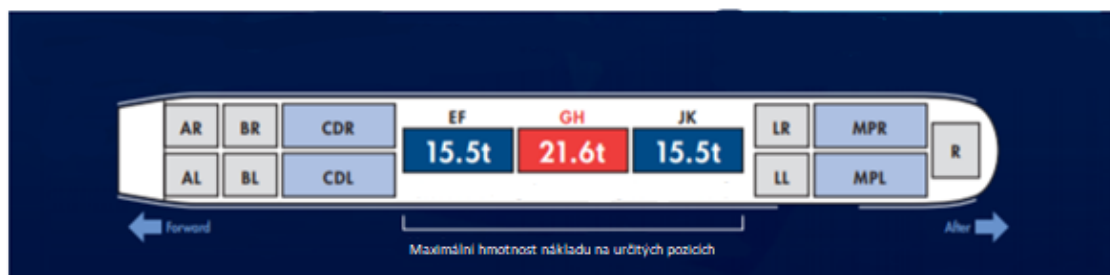 EF GH JK
AR BR CDR 15.5t 21.6t 15.5t LR MPR R
AL BL CDL LL MPL
Forward After
Maximální hmotnost nákladu na určitých pozicích